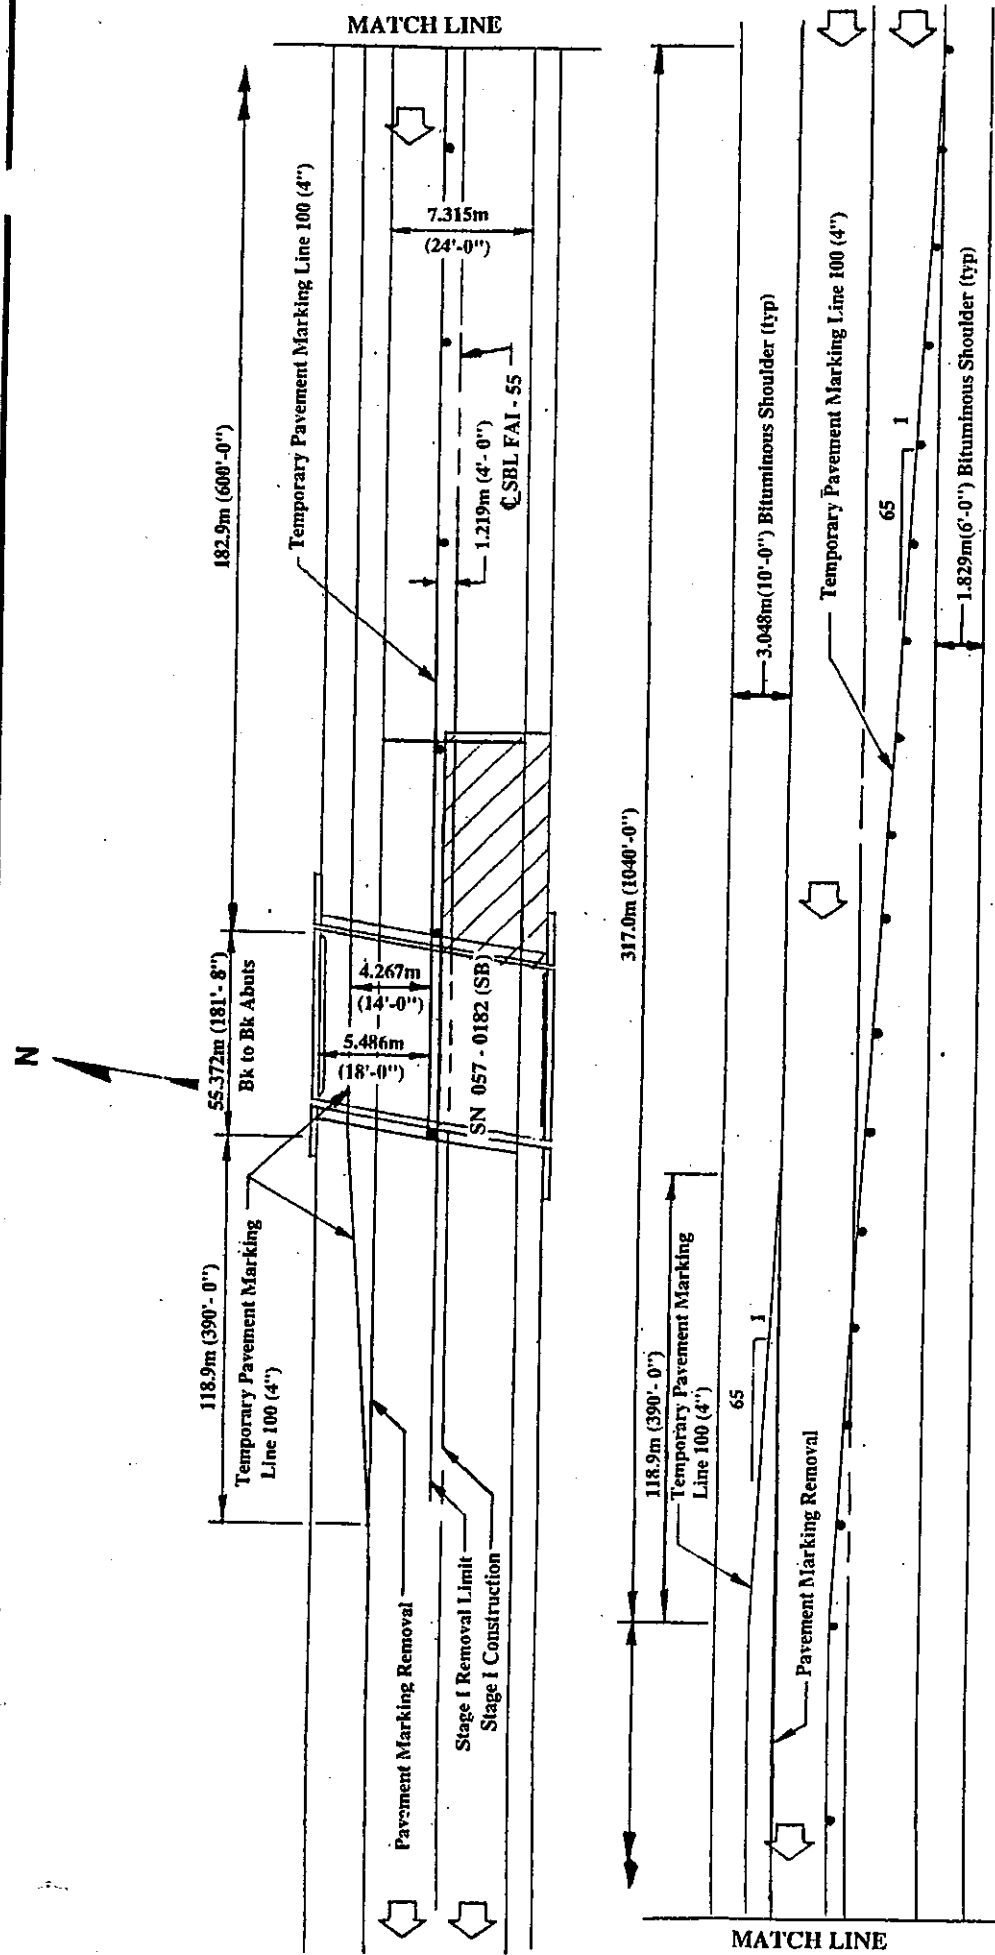 MATCH LINE
182.9m (600'-0")
Temporary Pavement Marking Line 100 (4")
7.315m
(24'-0")
1.219m (4'- 0")
℄ SBL FAI - 55
N
55.372m (181'- 8")
Bk to Bk Abuts
4.267m
(14'-0")
5.486m
(18'-0")
SN 057 - 0182 (SB)
118.9m (390'- 0")
Temporary Pavement Marking
Line 100 (4")
Pavement Marking Removal
Stage I Removal Limit
Stage I Construction
317.0m (1040'-0")
3.048m(10'-0") Bituminous Shoulder (typ)
Temporary Pavement Marking Line 100 (4")
65
1
1.829m(6'-0") Bituminous Shoulder (typ)
118.9m (390'- 0")
Temporary Pavement Marking
Line 100 (4")
65
1
Pavement Marking Removal
MATCH LINE